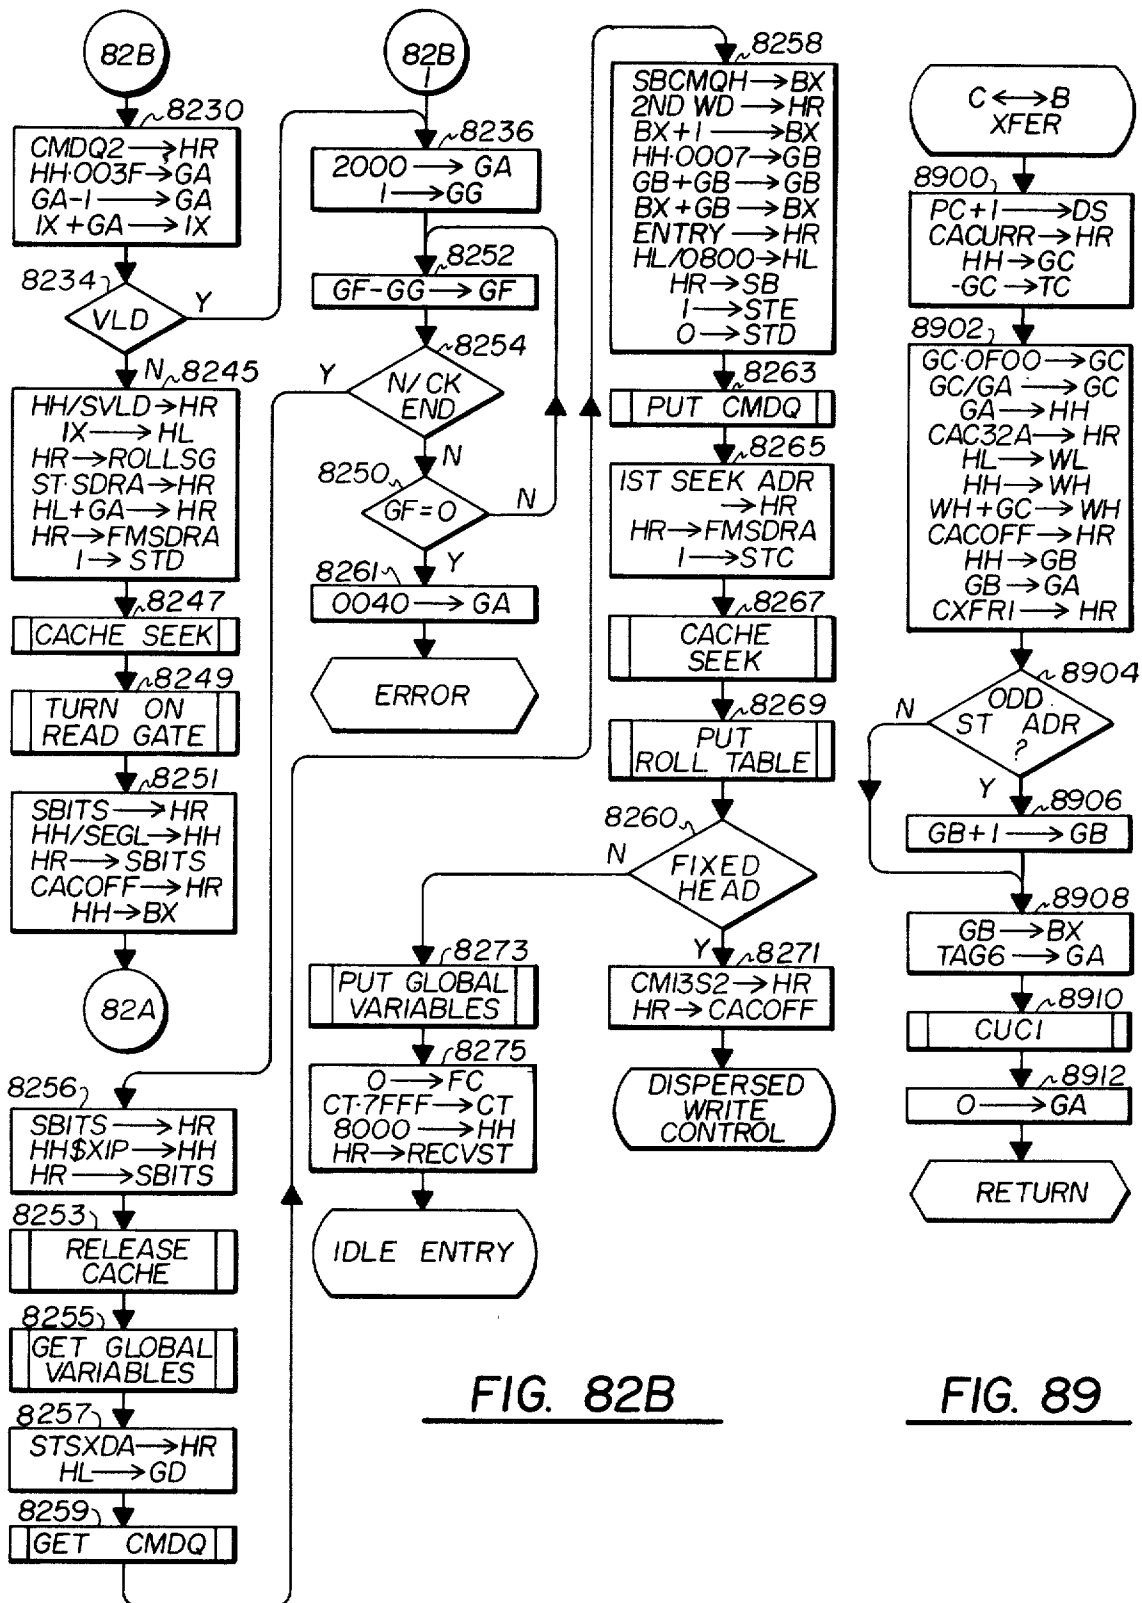 82B
8230
CMDQ2→HR
HH·003F→GA
GA-1→GA
IX+GA→IX
8234
VLD
Y
N
8245
HH/SVLD→HR
IX→HL
HR→ROLLSG
ST·SDRA→HR
HL+GA→HR
HR→FMSDRA
1→STD
8247
CACHE SEEK
8249
TURN ON
READ GATE
8251
SBITS→HR
HH/SEGL→HH
HR→SBITS
CACOFF→HR
HH→BX
82A
8256
SBITS→HR
HH$XIP→HH
HR→SBITS
8253
RELEASE
CACHE
8255
GET GLOBAL
VARIABLES
8257
STSXDA→HR
HL→GD
8259
GET CMDQ
82B
1
8236
2000→GA
1→GG
8252
GF-GG→GF
8254
Y
N/CK
END
N
8250
GF=0
N
Y
8261
0040→GA
ERROR
8258
SBCMQH→BX
2ND WD→HR
BX+1→BX
HH·0007→GB
GB+GB→GB
BX+GB→BX
ENTRY→HR
HL/0800→HL
HR→SB
1→STE
0→STD
8263
PUT CMDQ
8265
1ST SEEK ADR
→HR
HR→FMSDRA
1→STC
8267
CACHE
SEEK
8269
PUT
ROLL TABLE
8260
N
FIXED
HEAD
Y
8271
CM13S2→HR
HR→CACOFF
DISPERSED
WRITE
CONTROL
8273
PUT GLOBAL
VARIABLES
8275
0→FC
CT·7FFF→CT
8000→HH
HR→RECVST
IDLE ENTRY
FIG. 82B
C↔B
XFER
8900
PC+1→DS
CACURR→HR
HH→GC
-GC→TC
8902
GC·0F00→GC
GC/GA→GC
GA→HH
CAC32A→HR
HL→WL
HH→WH
WH+GC→WH
CACOFF→HR
HH→GB
GB→GA
CXFR1→HR
8904
N
ODD
ST ADR
?
Y
8906
GB+1→GB
8908
GB→BX
TAG6→GA
8910
CUC1
8912
0→GA
RETURN
FIG. 89